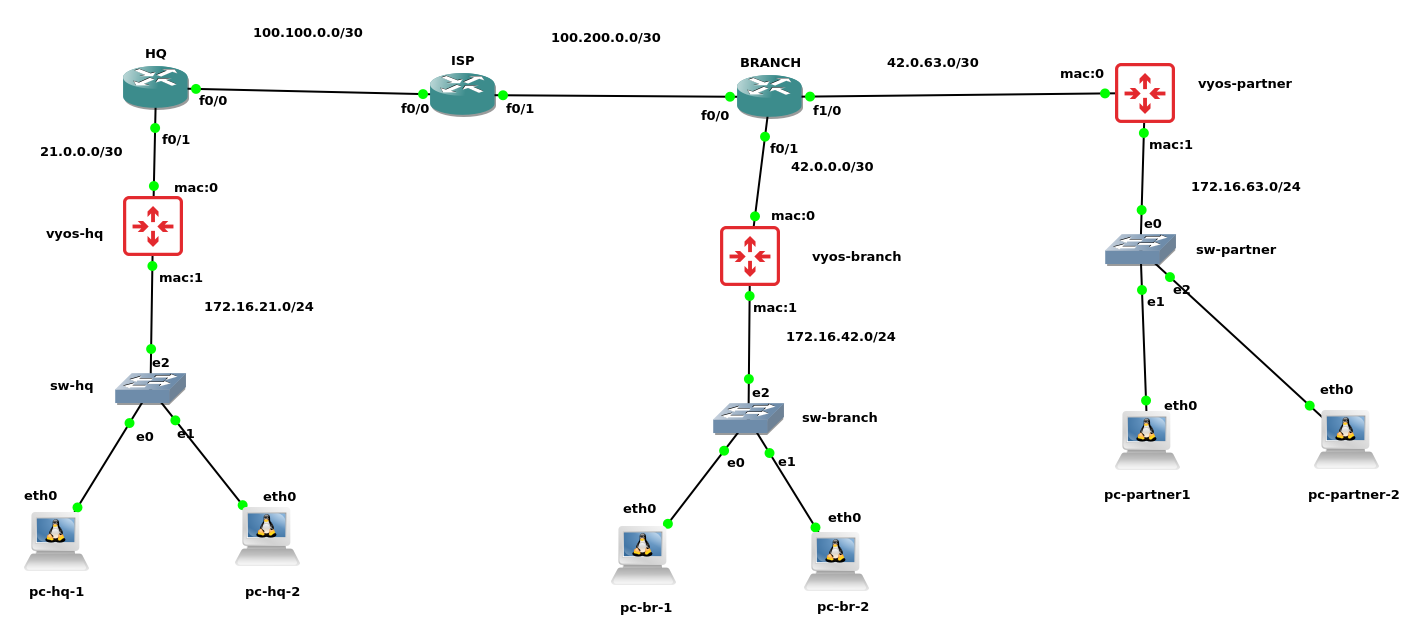 100.100.0.0/30
100.200.0.0/30
HQ
ISP
BRANCH
42.0.63.0/30
mac:0
vyos-partner
f0/0
f0/0
f0/1
f0/0
f1/0
f0/1
21.0.0.0/30
f0/1
42.0.0.0/30
mac:1
172.16.63.0/24
mac:0
vyos-hq
mac:0
vyos-branch
e0
sw-partner
mac:1
172.16.21.0/24
mac:1
172.16.42.0/24
e1
e2
e2
sw-hq
e0
e1
e2
sw-branch
e0
e1
eth0
eth0
eth0
eth0
eth0
eth0
pc-partner1
pc-partner-2
pc-hq-1
pc-hq-2
pc-br-1
pc-br-2